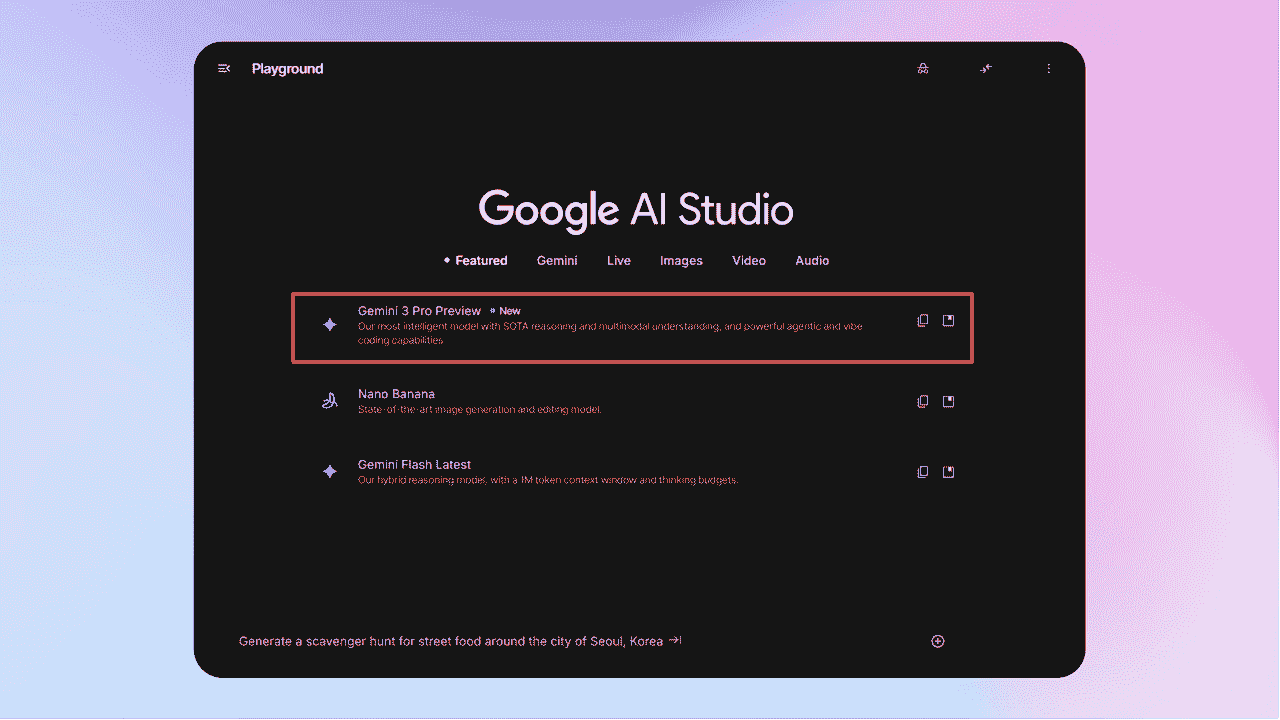 Playground
Google AI Studio
Featured Gemini Live Images Video Audio
Gemini 3 Pro Preview New
Our most intelligent model with SOTA reasoning and multimodal understanding, and powerful agentic and vibe
coding capabilities
Nano Banana
State-of-the-art image generation and editing model.
Gemini Flash Latest
Our hybrid reasoning model, with a 1M token context window and thinking budgets.
Generate a scavenger hunt for street food around the city of Seoul, Korea